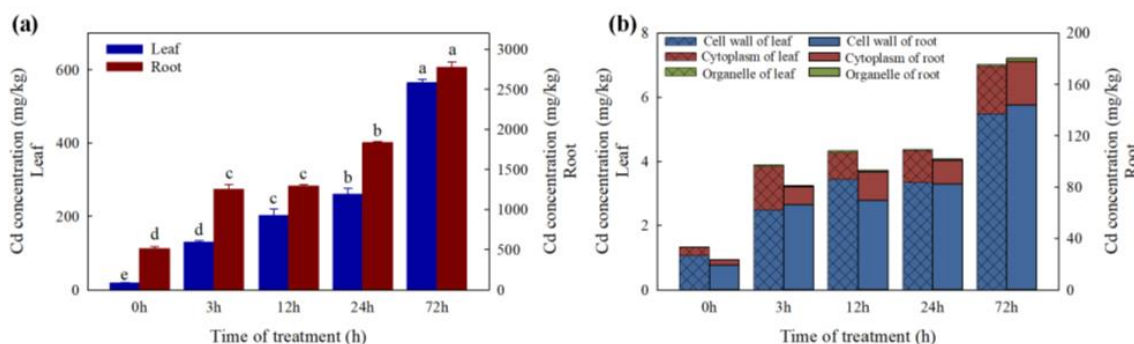 (a)
Leaf
Root
Cd concentration (mg/kg)
Leaf
0
200
400
600
Cd concentration (mg/kg)
Root
0
500
1000
1500
2000
2500
3000
e
d
d
c
c
c
b
b
a
a
0h
3h
12h
24h
72h
Time of treatment (h)
(b)
Cell wall of leaf
Cell wall of root
Cytoplasm of leaf
Cytoplasm of root
Organelle of leaf
Organelle of root
Cd concentration (mg/kg)
Leaf
0
2
4
6
8
Cd concentration (mg/kg)
Root
0
40
80
120
160
200
0h
3h
12h
24h
72h
Time of treatment (h)